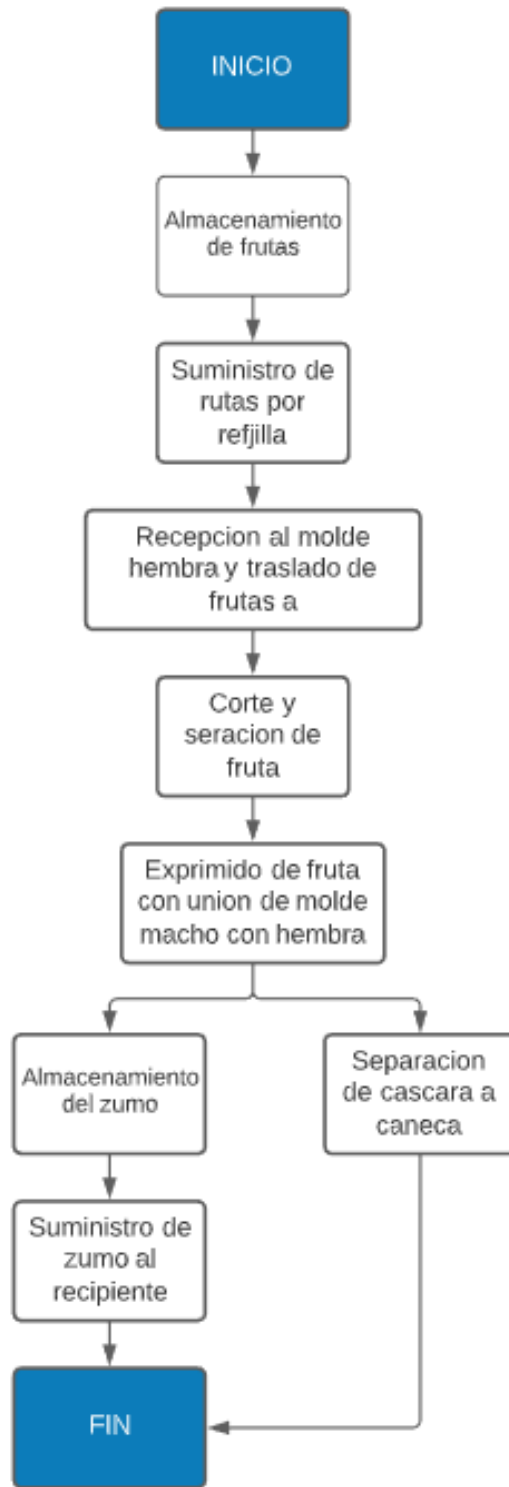 INICIO
Almacenamiento
de frutas
Suministro de
rutas por
refjilla
Recepcion al molde
hembra y traslado de
frutas a
Corte y
seracion de
fruta
Exprimido de fruta
con union de molde
macho con hembra
Almacenamiento
del zumo
Separacion
de cascara a
caneca
Suministro de
zumo al
recipiente
FIN